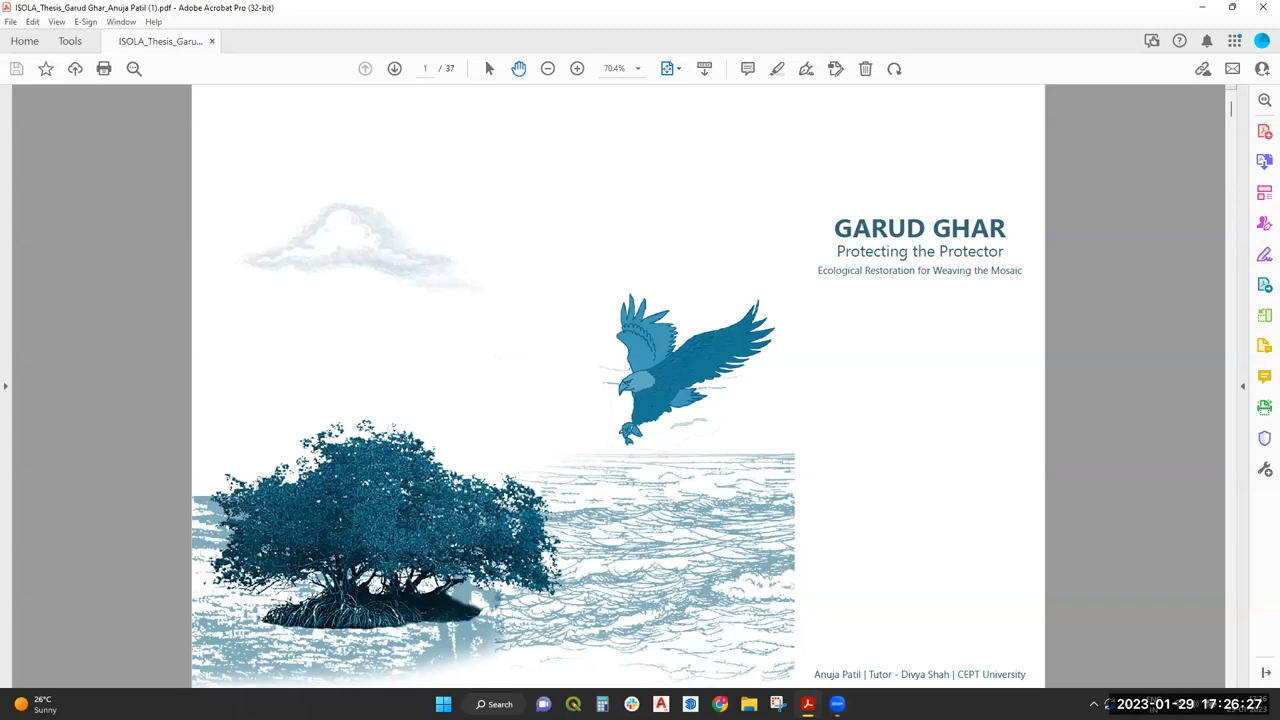 ISOLA_Thesis_Garud Ghar_Anuja Patil (1).pdf - Adobe Acrobat Pro (32-bit)
File Edit View E-Sign Window Help
Home Tools ISOLA_Thesis_Garu... ×
1 / 37 70.4%
GARUD GHAR
Protecting the Protector
Ecological Restoration for Weaving the Mosaic
Anuja Patil | Tutor - Divya Shah | CEPT University
26°C
Sunny
Search
2023-01-29 17:26:27